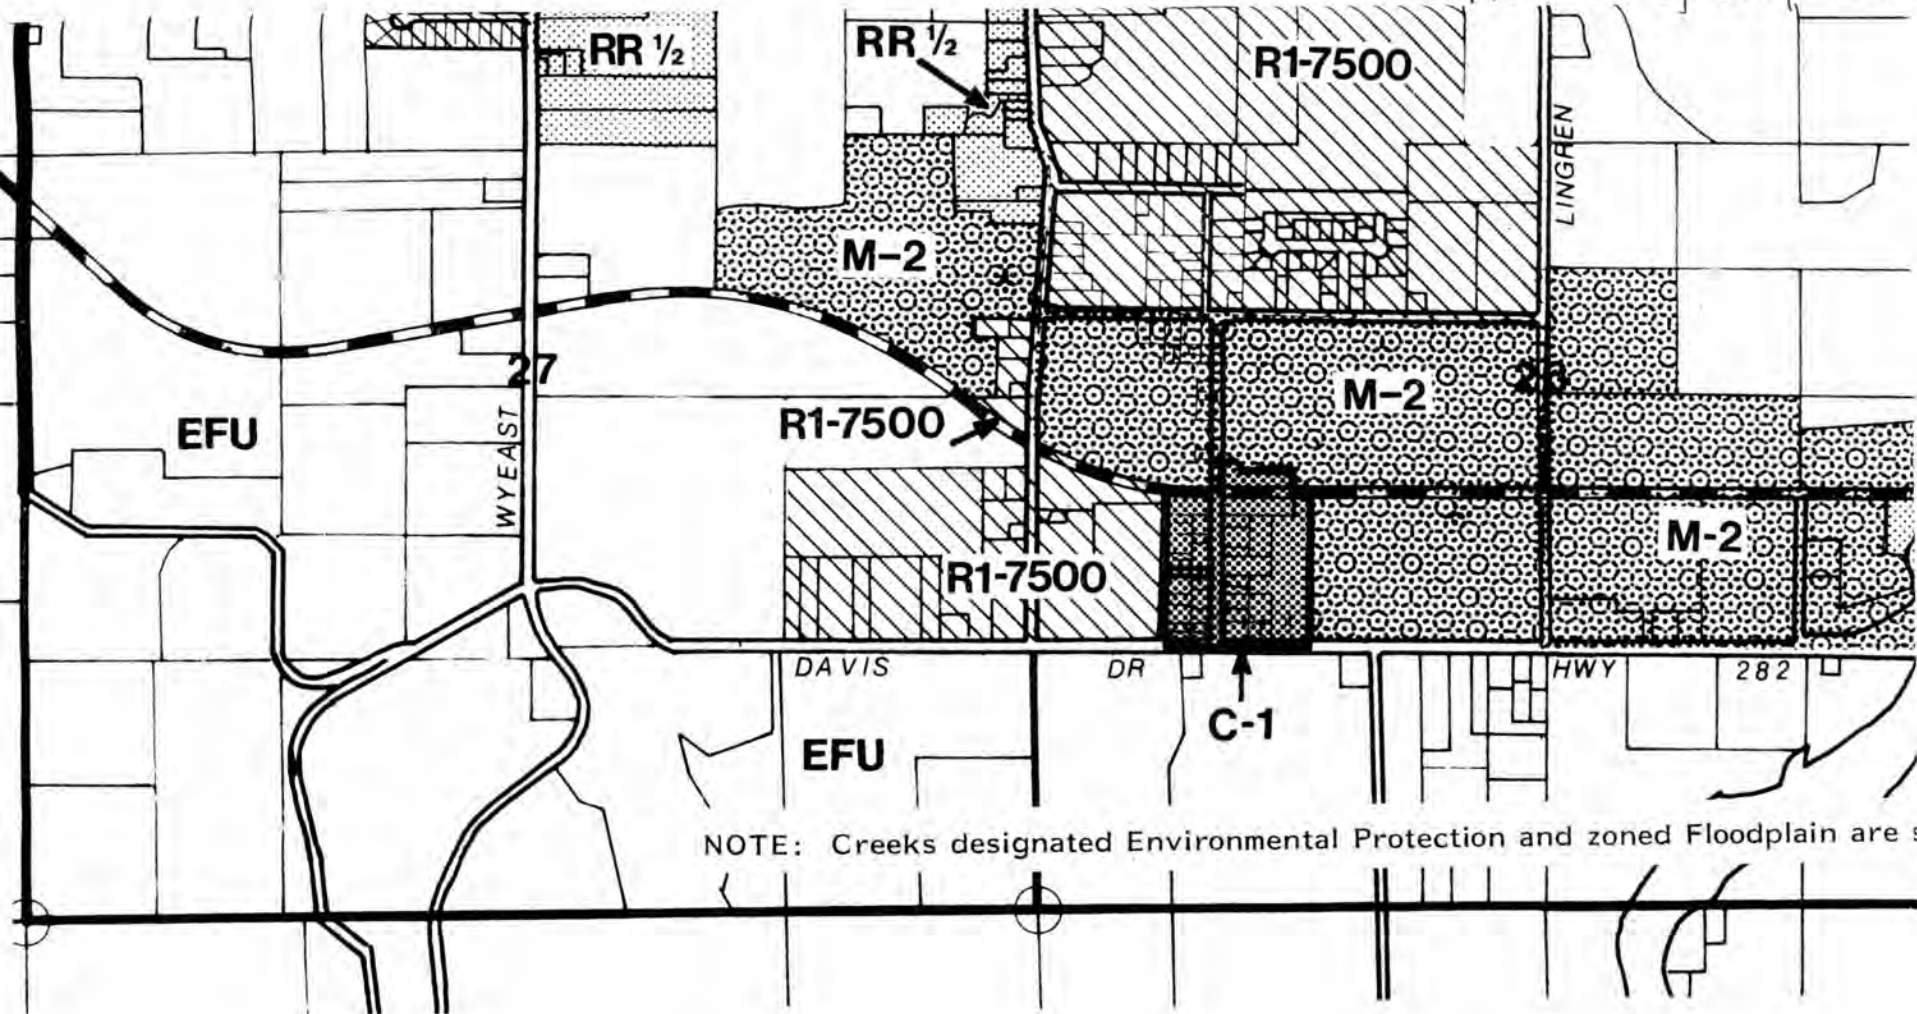 RR ½
RR ½
R1-7500
LINGREN
M-2
27
M-2
R1-7500
EFU
WYEAST
M-2
R1-7500
DAVIS DR
HWY 282
C-1
EFU
NOTE: Creeks designated Environmental Protection and zoned Floodplain are